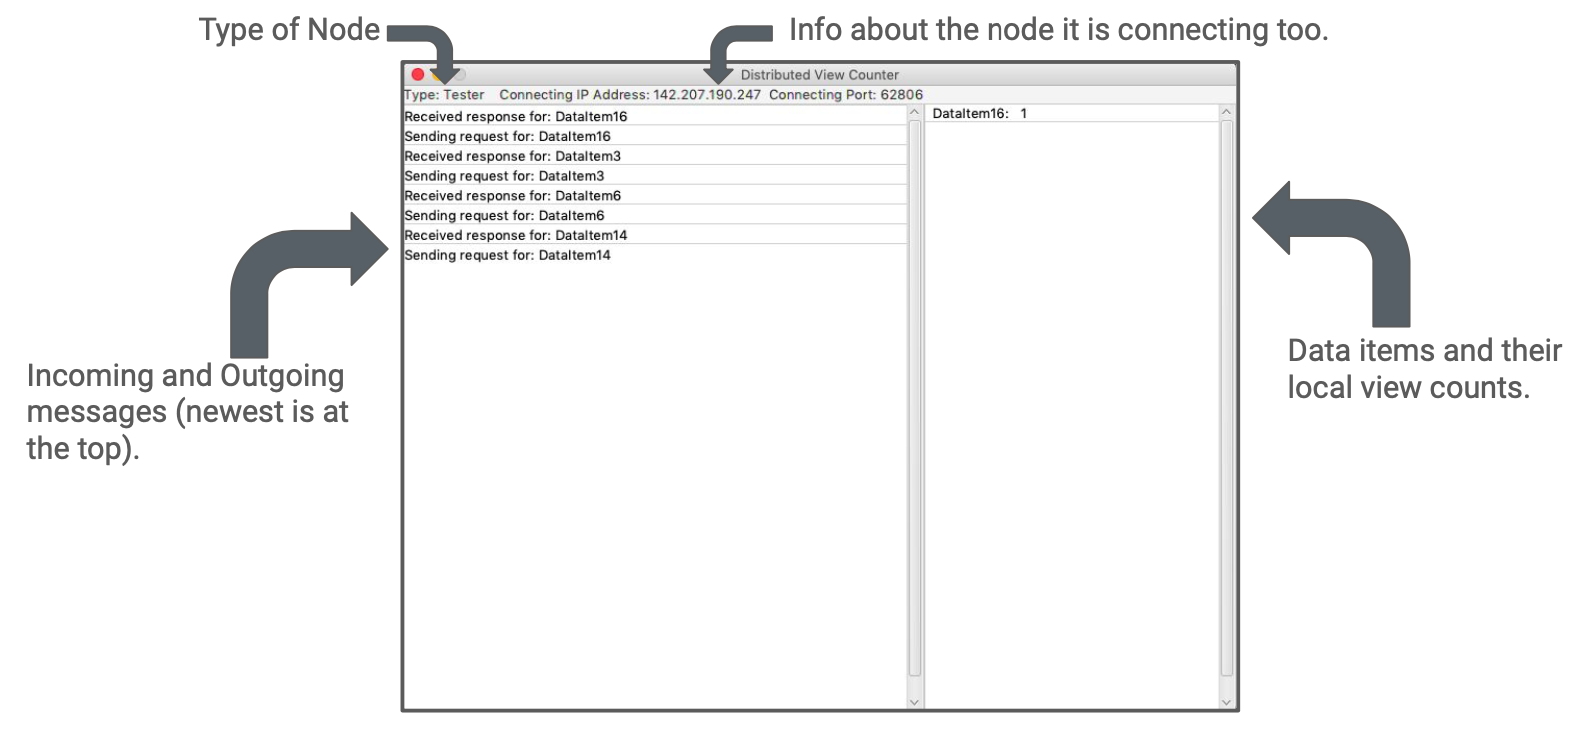 Type of Node
Info about the node it is connecting too.
Distributed View Counter
Type: Tester Connecting IP Address: 142.207.190.247 Connecting Port: 62806
Received response for: DataItem16
Sending request for: DataItem16
Received response for: DataItem3
Sending request for: DataItem3
Received response for: DataItem6
Sending request for: DataItem6
Received response for: DataItem14
Sending request for: DataItem14
DataItem16: 1
Incoming and Outgoing
messages (newest is at
the top).
Data items and their
local view counts.